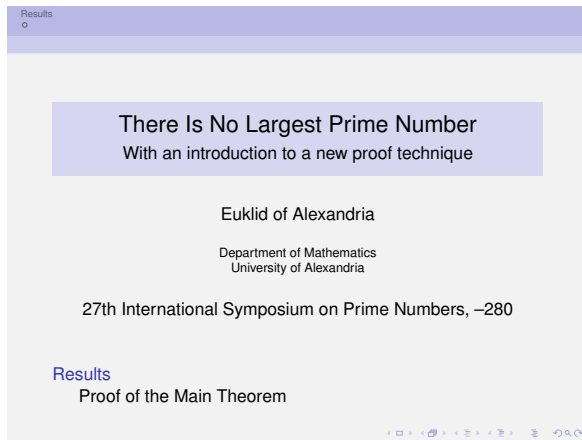 Results
There Is No Largest Prime Number
With an introduction to a new proof technique
Euklid of Alexandria
Department of Mathematics
University of Alexandria
27th International Symposium on Prime Numbers, –280
Results
Proof of the Main Theorem